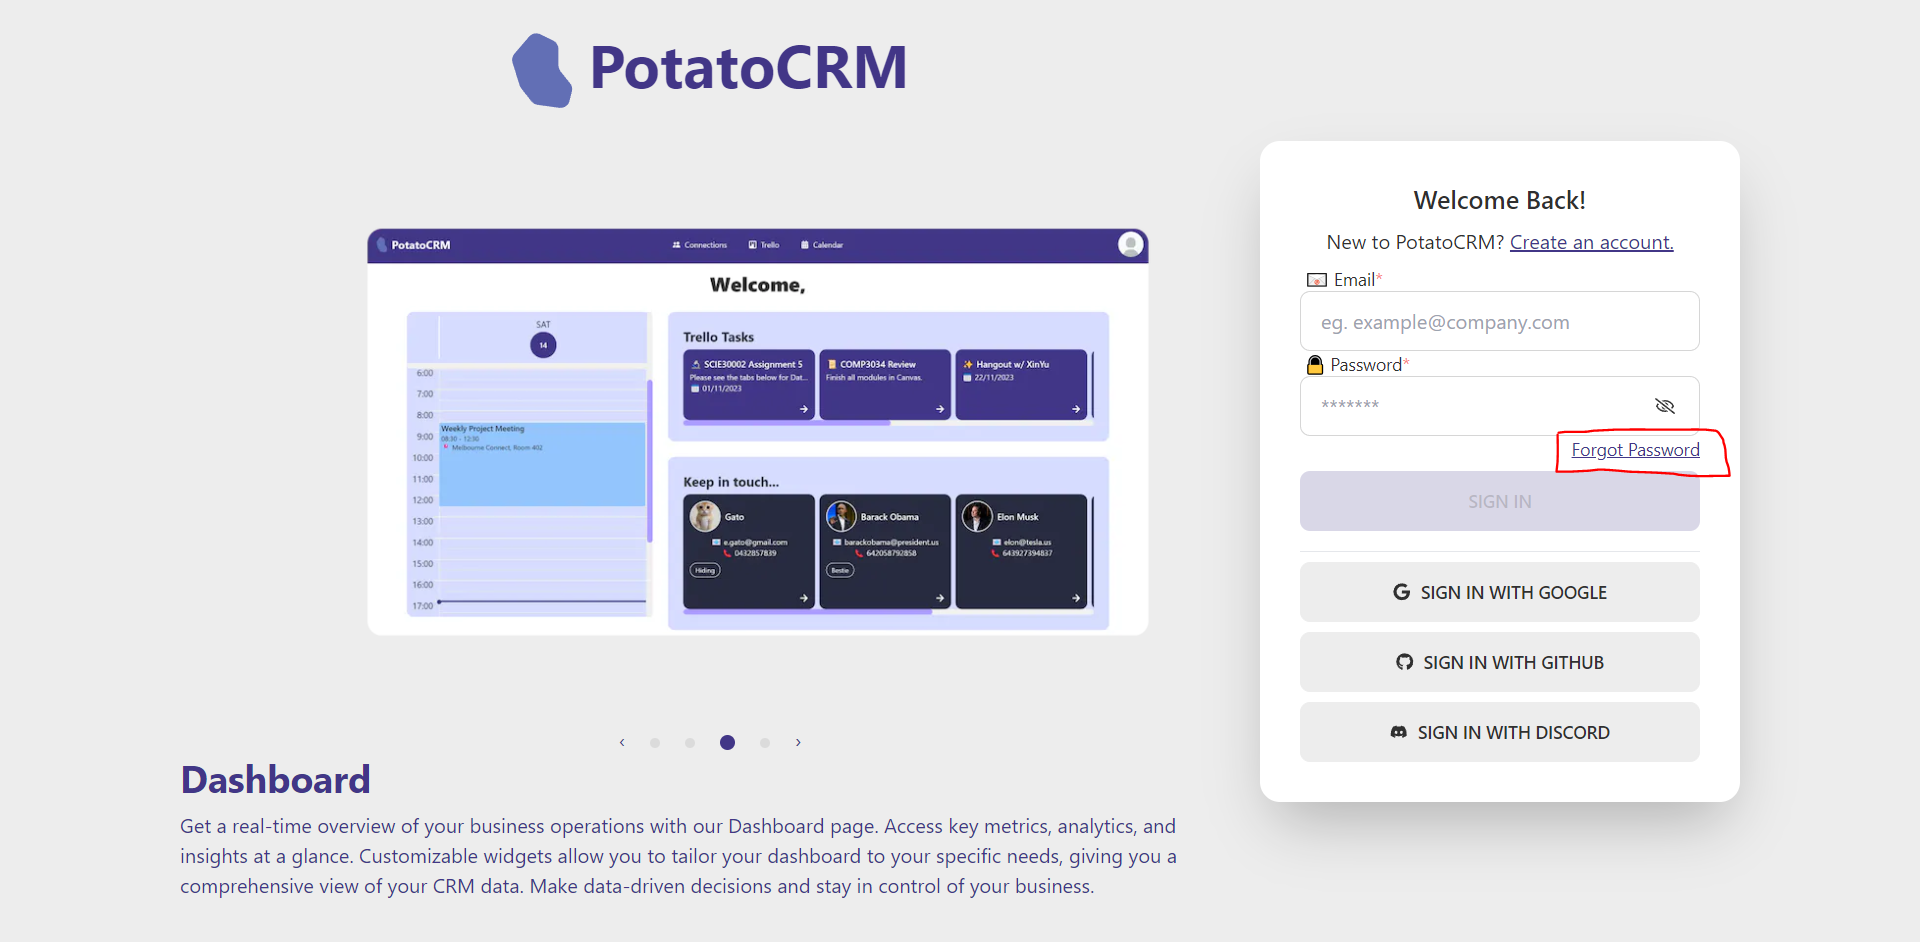 PotatoCRM
PotatoCRM
Connections
Trello
Calendar
Welcome,
SAT
14
6:00
7:00
8:00
9:00
10:00
11:00
12:00
13:00
14:00
15:00
16:00
17:00
Weekly Project Meeting
08:30 - 12:30
Melbourne Connect, Room 402
Trello Tasks
SCIE30002 Assignment 5
Please see the tabs below for Dat...
01/11/2023
COMP3034 Review
Finish all modules in Canvas.
Hangout w/ XinYu
22/11/2023
Keep in touch...
Gato
e.gato@gmail.com
0432857839
Hiding
Barack Obama
barackobama@president.us
642058792858
Bestie
Elon Musk
elon@tesla.us
643927394837
‹
›
Dashboard
Get a real-time overview of your business operations with our Dashboard page. Access key metrics, analytics, and
insights at a glance. Customizable widgets allow you to tailor your dashboard to your specific needs, giving you a
comprehensive view of your CRM data. Make data-driven decisions and stay in control of your business.
Welcome Back!
New to PotatoCRM? Create an account.
Email*
eg. example@company.com
Password*
*******
Forgot Password
SIGN IN
SIGN IN WITH GOOGLE
SIGN IN WITH GITHUB
SIGN IN WITH DISCORD